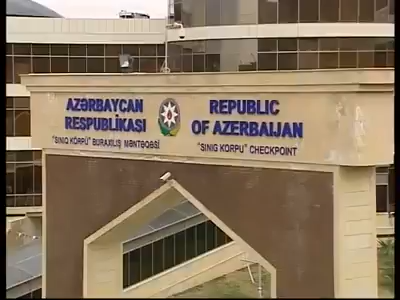 AZƏRBAYCAN
RESPUBLİKASI
"SINIQ KÖRPÜ" BURAXILIŞ MƏNTƏQƏSİ
REPUBLIC
OF AZERBAIJAN
"SINIG KORPU" CHECKPOINT